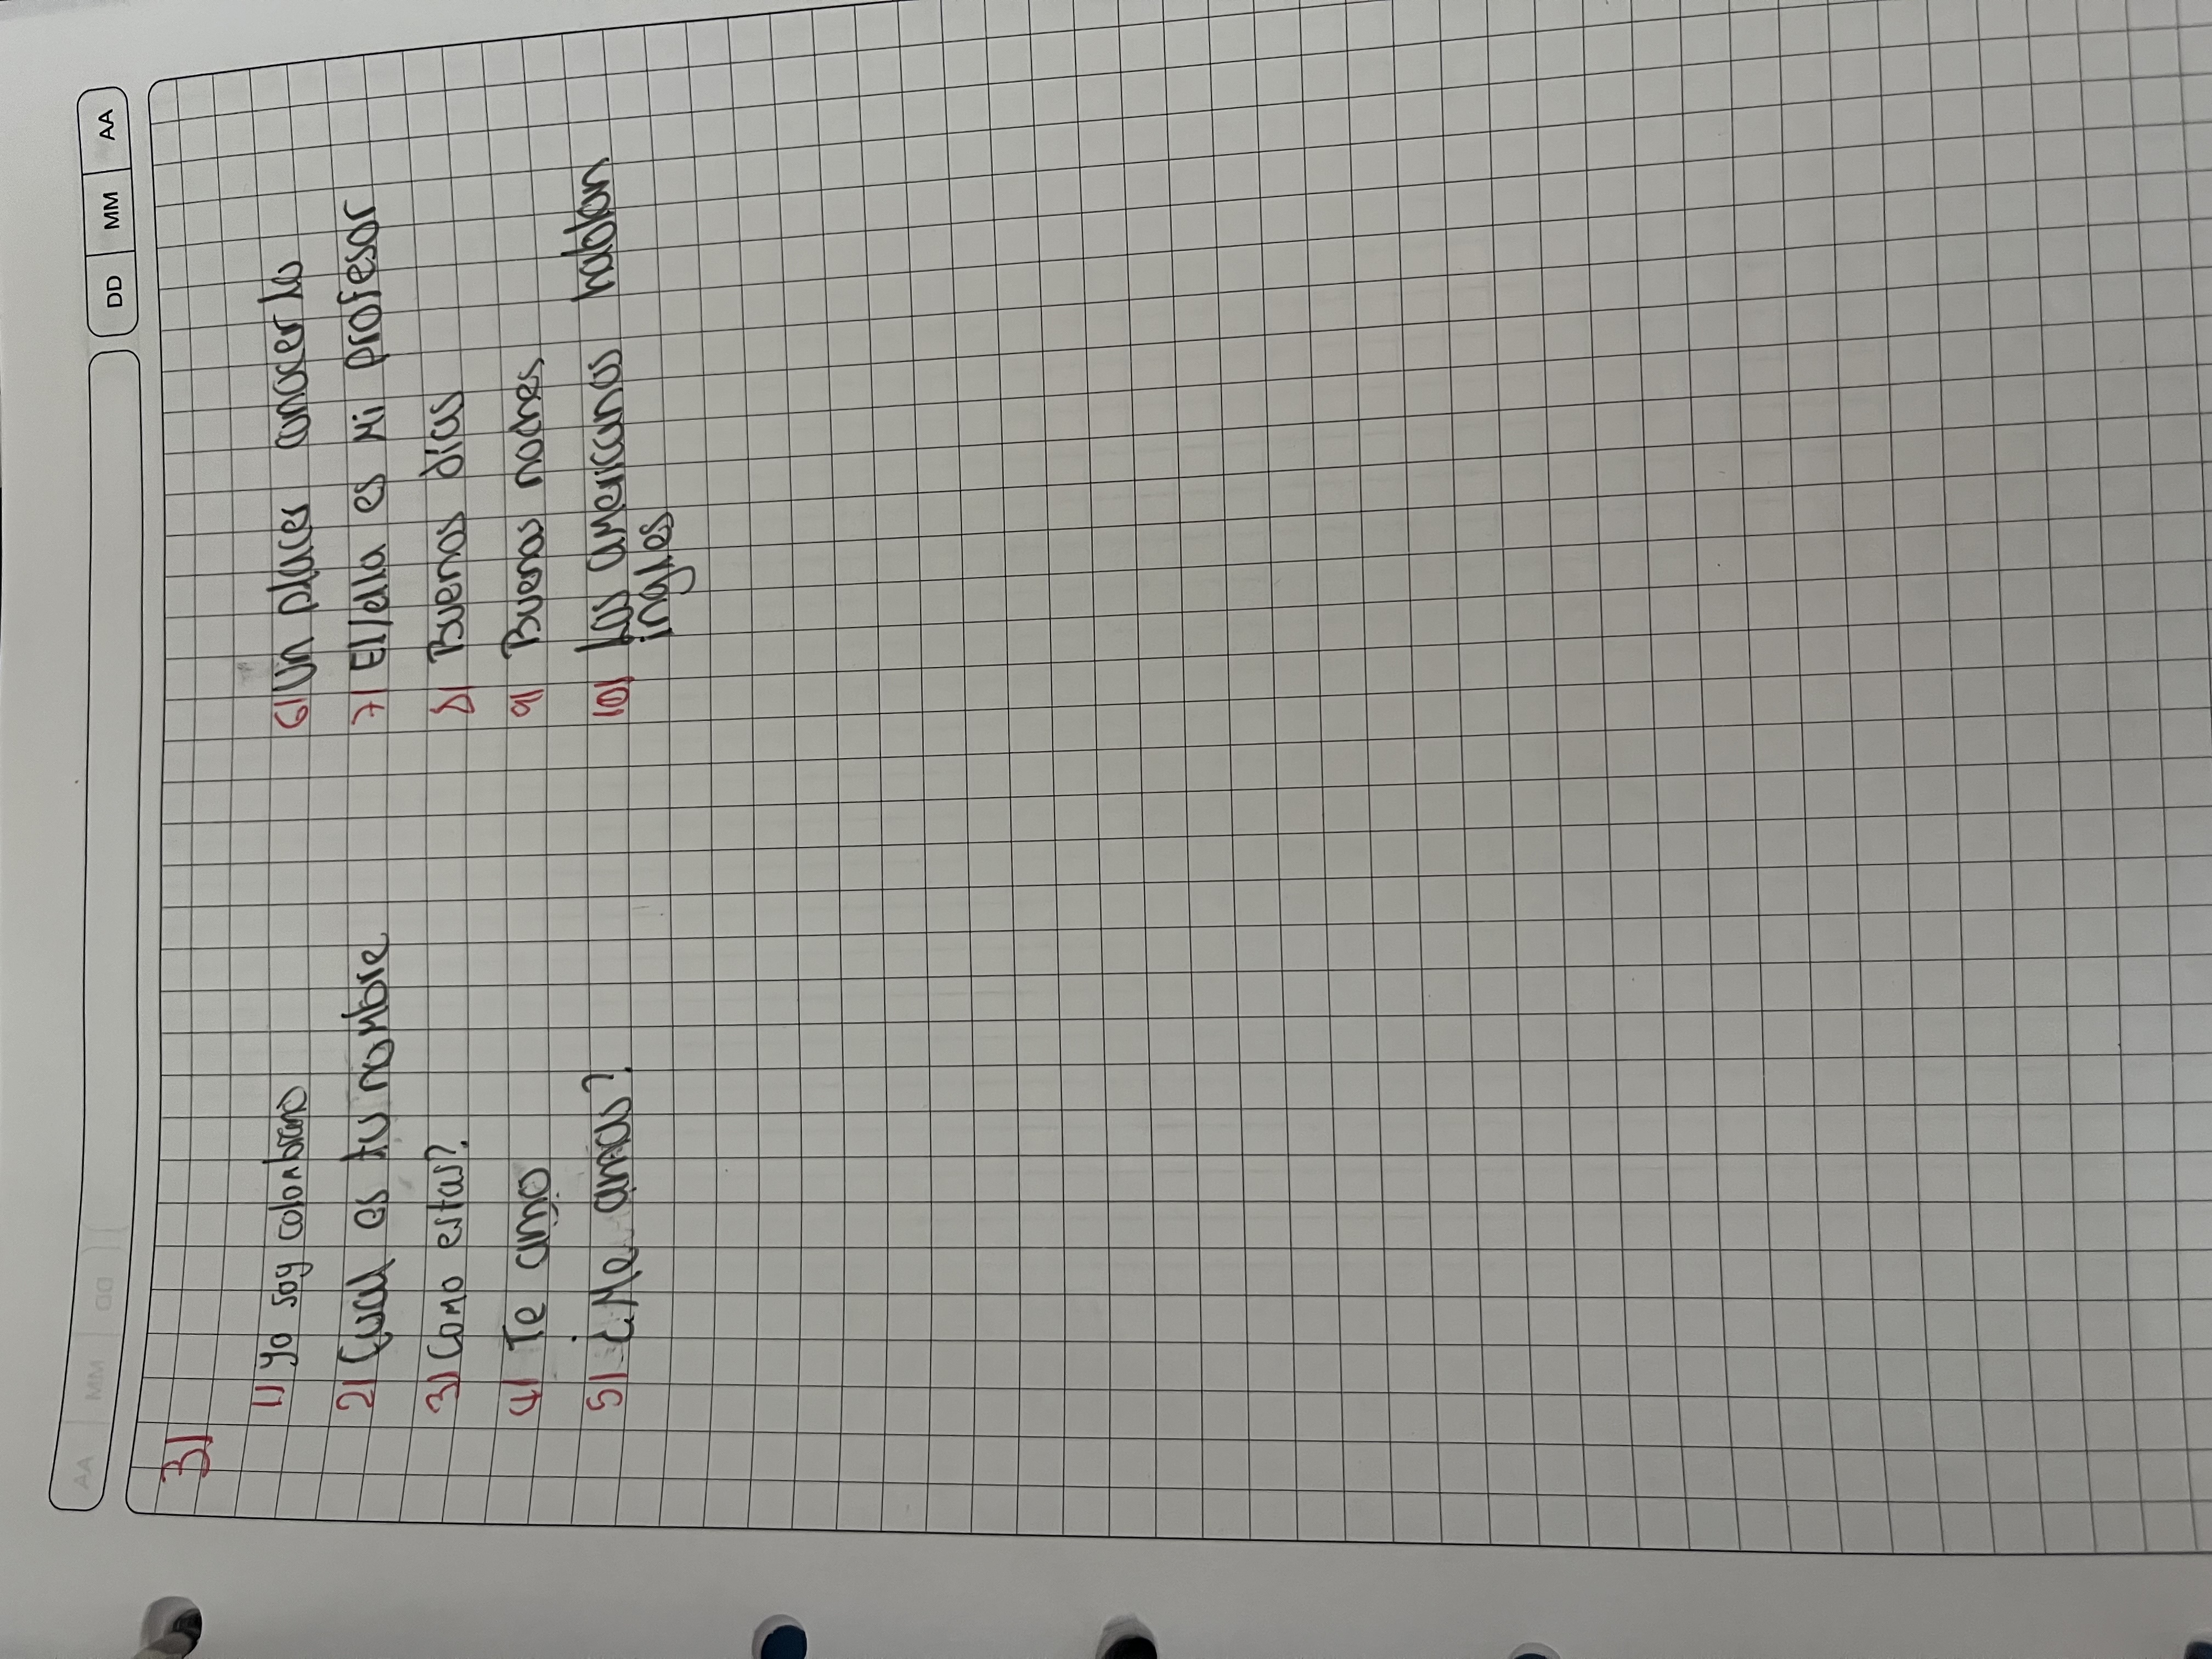 AA MM DD
DD MM AA
3)
1) Yo soy colombiano
2) Cual es tu nombre
3) Como estas?
4) Te amo
5) ¿Me amas?
6) Un placer conocerlo
7) El/ella es mi profesor
8) Buenos dias
9) Buenas noches
10) Los americanos hablan
ingles